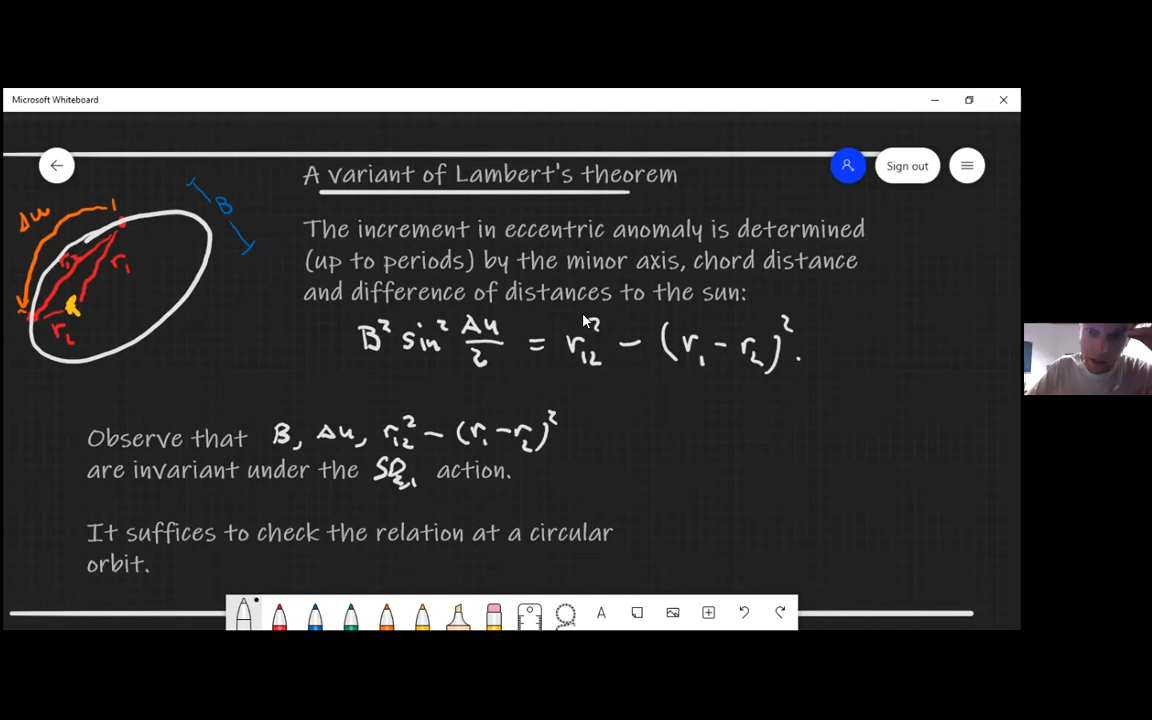 Microsoft Whiteboard
Sign out
A variant of Lambert's theorem
Δu
B
r₁₂
r₁
r₂
The increment in eccentric anomaly is determined
(up to periods) by the minor axis, chord distance
and difference of distances to the sun:
B² sin² Δu/2 = r₁₂² − (r₁ − r₂)².
Observe that B, Δu, r₁₂² − (r₁ − r₂)²
are invariant under the SO₂,₁ action.
It suffices to check the relation at a circular
orbit.
A